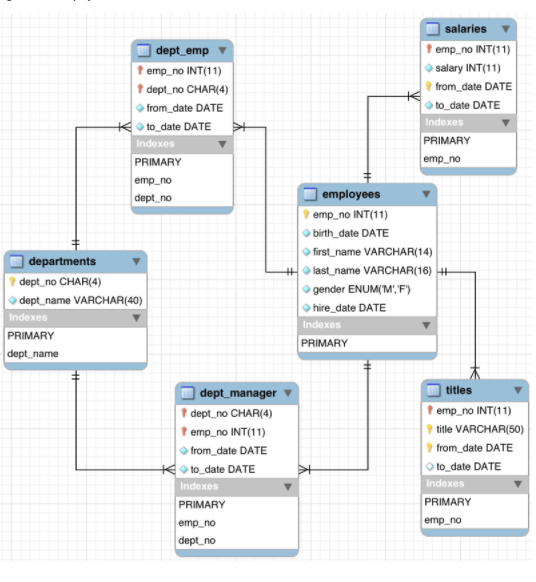 dept_emp
emp_no INT(11)
dept_no CHAR(4)
from_date DATE
to_date DATE
Indexes
PRIMARY
emp_no
dept_no
salaries
emp_no INT(11)
salary INT(11)
from_date DATE
to_date DATE
Indexes
PRIMARY
emp_no
employees
emp_no INT(11)
birth_date DATE
first_name VARCHAR(14)
last_name VARCHAR(16)
gender ENUM('M','F')
hire_date DATE
Indexes
PRIMARY
departments
dept_no CHAR(4)
dept_name VARCHAR(40)
Indexes
PRIMARY
dept_name
dept_manager
dept_no CHAR(4)
emp_no INT(11)
from_date DATE
to_date DATE
Indexes
PRIMARY
emp_no
dept_no
titles
emp_no INT(11)
title VARCHAR(50)
from_date DATE
to_date DATE
Indexes
PRIMARY
emp_no